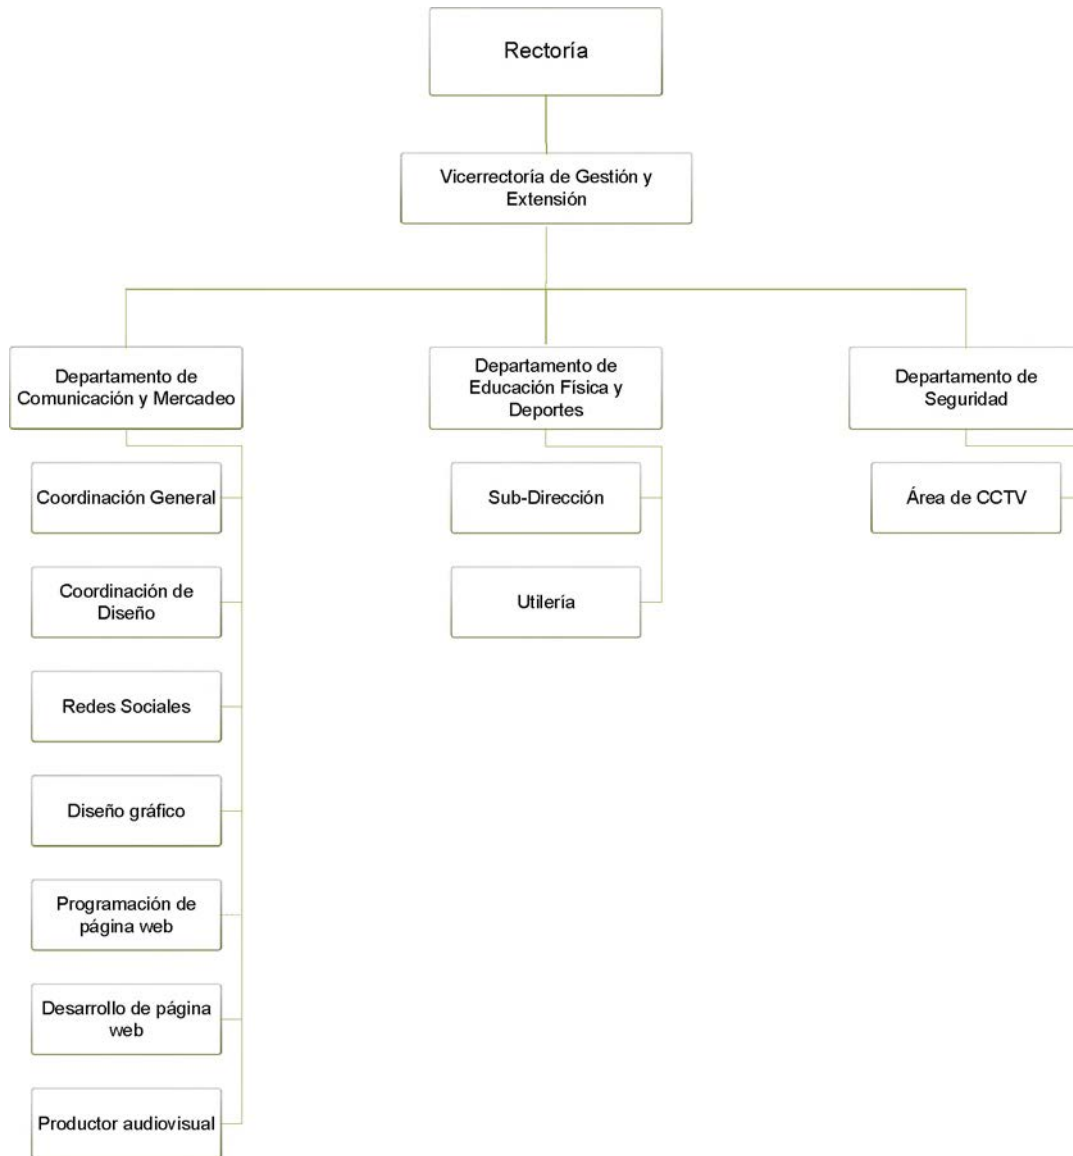 Rectoría
Vicerrectoría de Gestión y
Extensión
Departamento de
Comunicación y Mercadeo
Coordinación General
Coordinación de
Diseño
Redes Sociales
Diseño gráfico
Programación de
página web
Desarrollo de página
web
Productor audiovisual
Departamento de
Educación Física y
Deportes
Sub-Dirección
Utilería
Departamento de
Seguridad
Área de CCTV